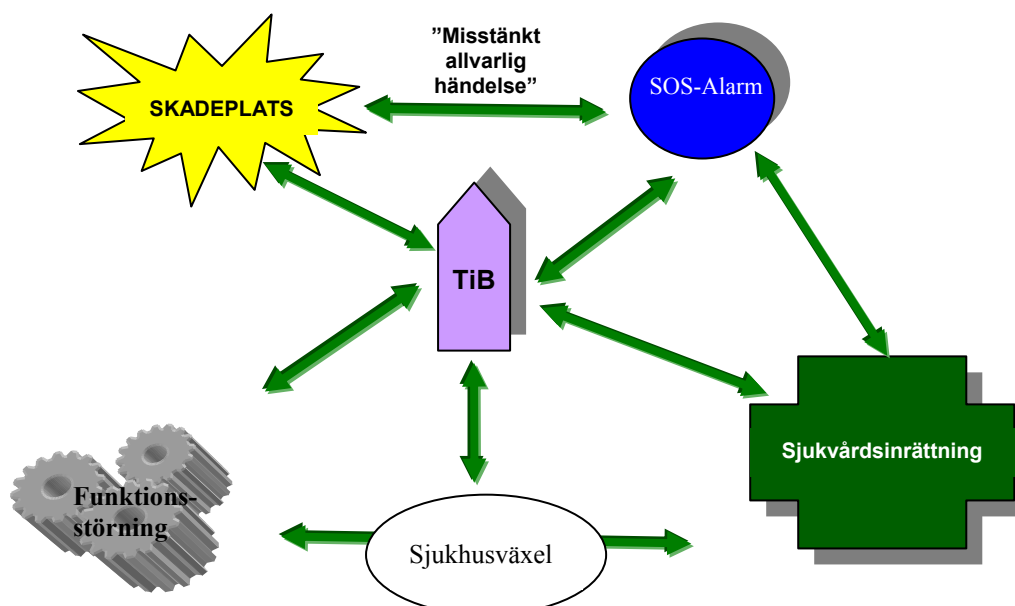 ”Misstänkt
allvarlig
händelse”
SKADEPLATS
SOS-Alarm
TiB
Sjukvårdsinrättning
Funktions-
störning
Sjukhusväxel